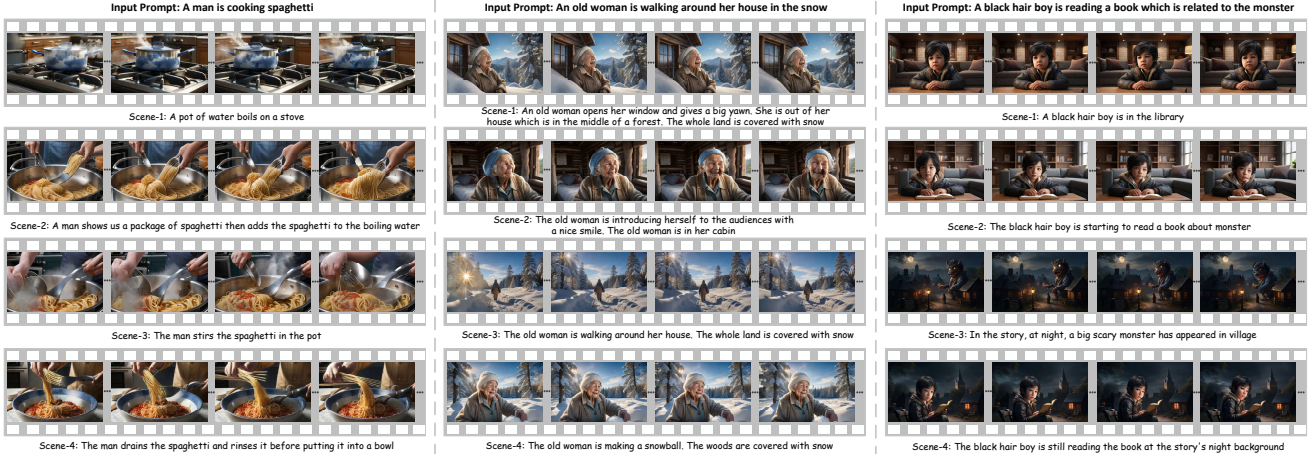 Input Prompt: A man is cooking spaghetti
Scene-1: A pot of water boils on a stove
Scene-2: A man shows us a package of spaghetti then adds the spaghetti to the boiling water
Scene-3: The man stirs the spaghetti in the pot
Scene-4: The man drains the spaghetti and rinses it before putting it into a bowl
Input Prompt: An old woman is walking around her house in the snow
Scene-1: An old woman opens her window and gives a big yawn. She is out of her
house which is in the middle of a forest. The whole land is covered with snow
Scene-2: The old woman is introducing herself to the audiences with
a nice smile. The old woman is in her cabin
Scene-3: The old woman is walking around her house. The whole land is covered with snow
Scene-4: The old woman is making a snowball. The woods are covered with snow
Input Prompt: A black hair boy is reading a book which is related to the monster
Scene-1: A black hair boy is in the library
Scene-2: The black hair boy is starting to read a book about monster
Scene-3: In the story, at night, a big scary monster has appeared in village
Scene-4: The black hair boy is still reading the book at the story's night background